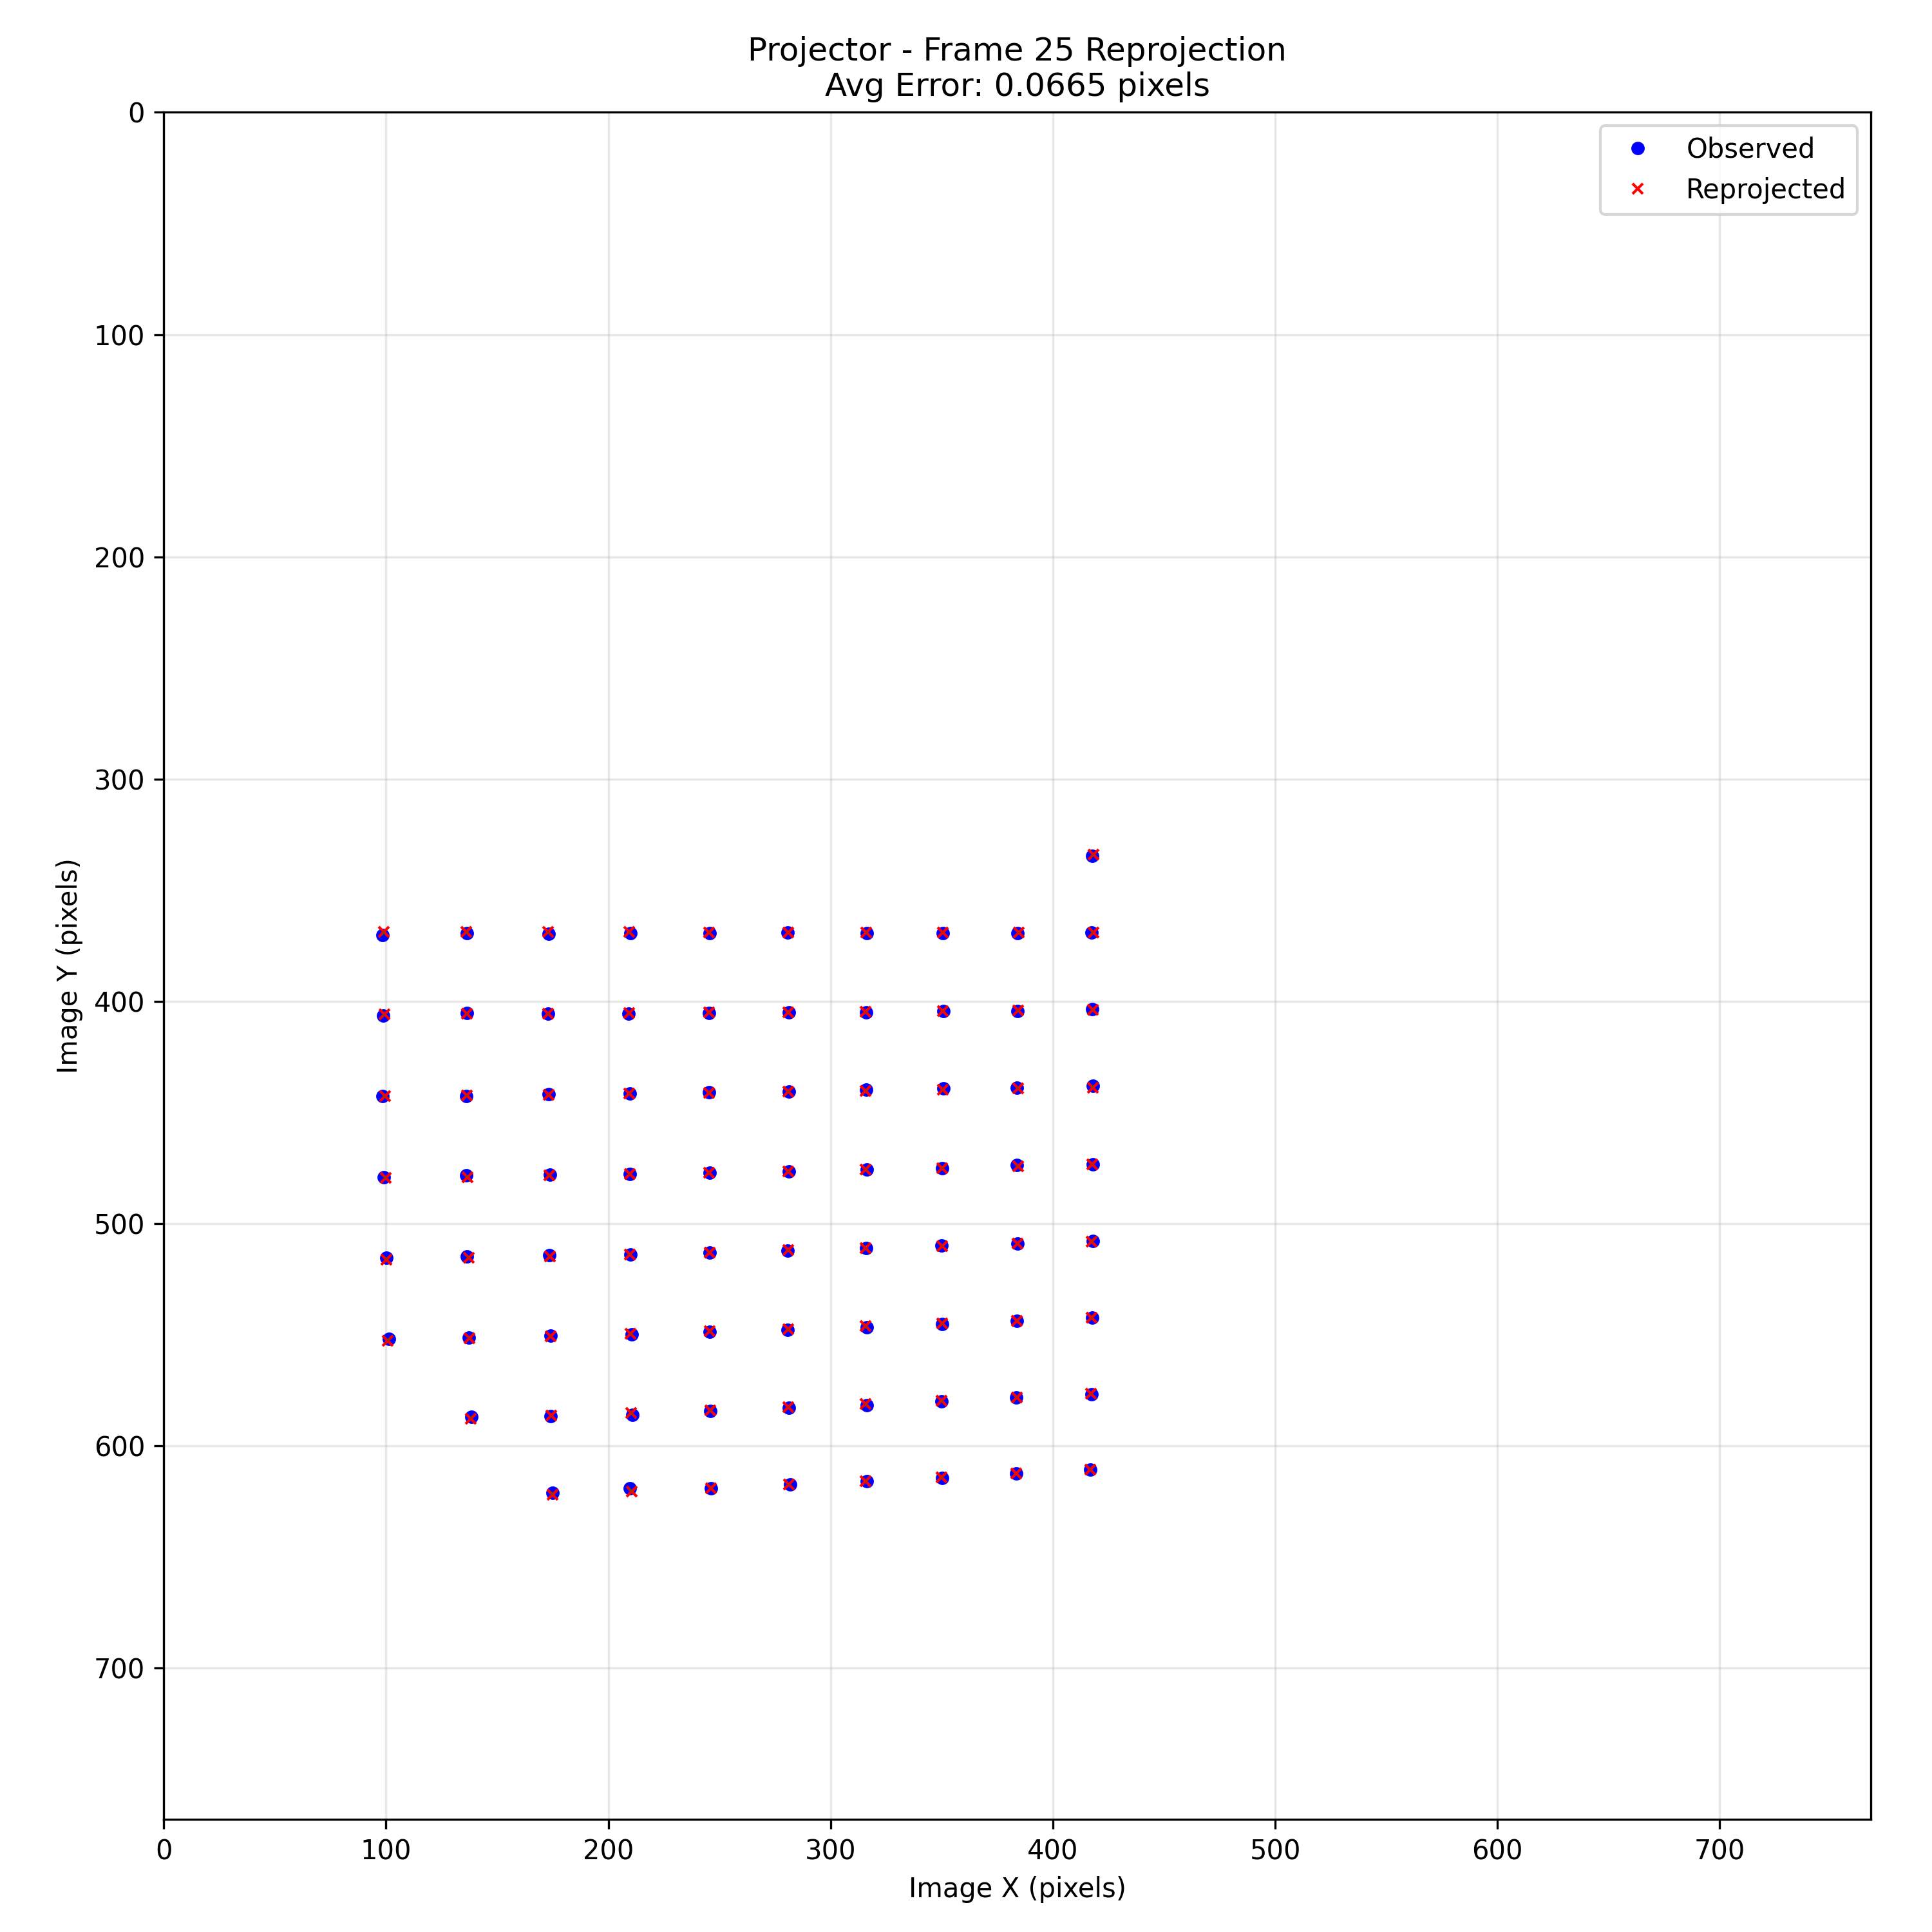 Projector - Frame 25 Reprojection
Avg Error: 0.0665 pixels
Observed
Reprojected
0
100
200
300
400
500
600
700
Image Y (pixels)
0
100
200
300
400
500
600
700
Image X (pixels)